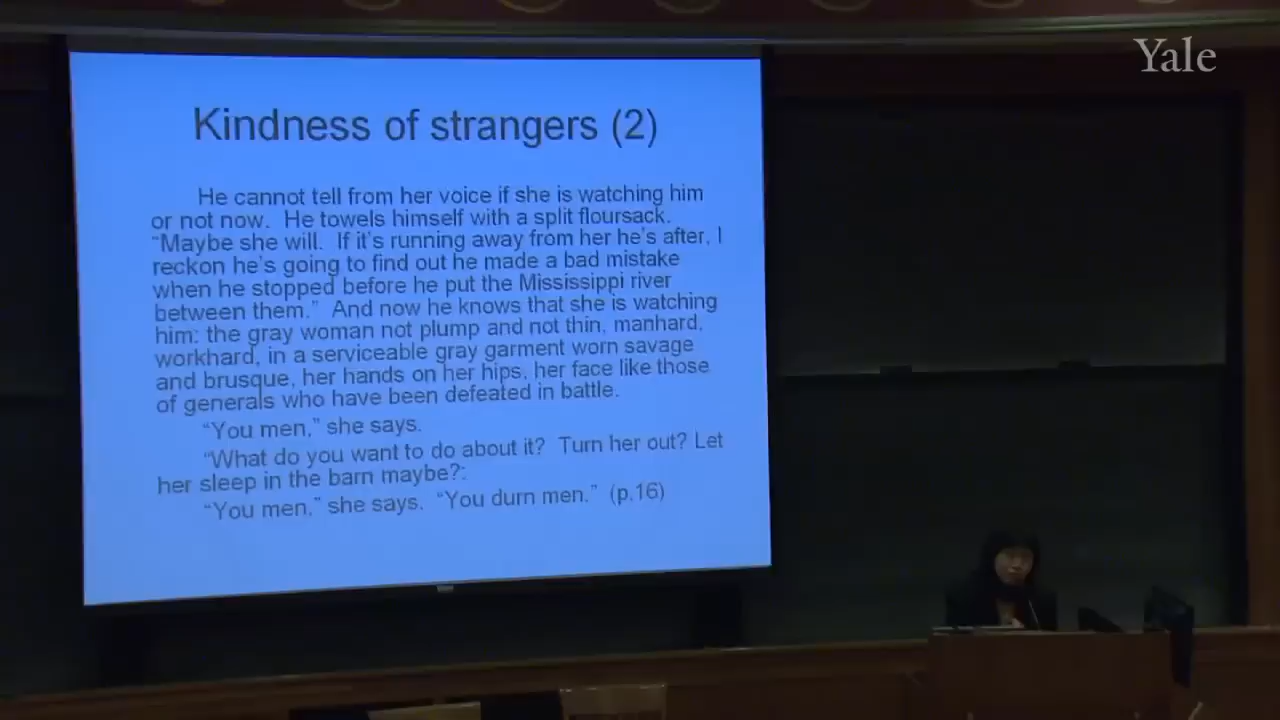 Yale
Kindness of strangers (2)
He cannot tell from her voice if she is watching him
or not now. He towels himself with a split floursack.
“Maybe she will. If it’s running away from her he’s after, I
reckon he’s going to find out he made a bad mistake
when he stopped before he put the Mississippi river
between them.” And now he knows that she is watching
him: the gray woman not plump and not thin, manhard,
workhard, in a serviceable gray garment worn savage
and brusque, her hands on her hips, her face like those
of generals who have been defeated in battle.
“You men,” she says.
“What do you want to do about it? Turn her out? Let
her sleep in the barn maybe?:
“You men,” she says. “You durn men.” (p.16)